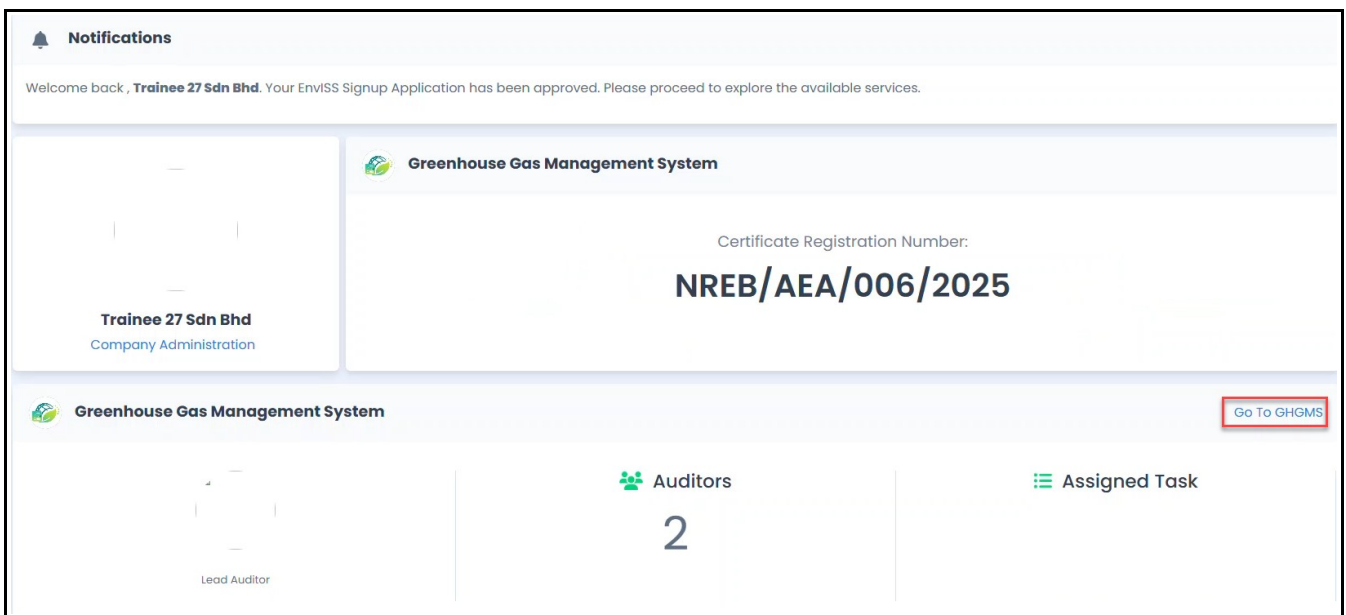 Notifications
Welcome back , Trainee 27 Sdn Bhd. Your EnvISS Signup Application has been approved. Please proceed to explore the available services.
Greenhouse Gas Management System
Certificate Registration Number:
NREB/AEA/006/2025
Trainee 27 Sdn Bhd
Company Administration
Greenhouse Gas Management System
Go To GHGMS
Lead Auditor
Auditors
2
Assigned Task